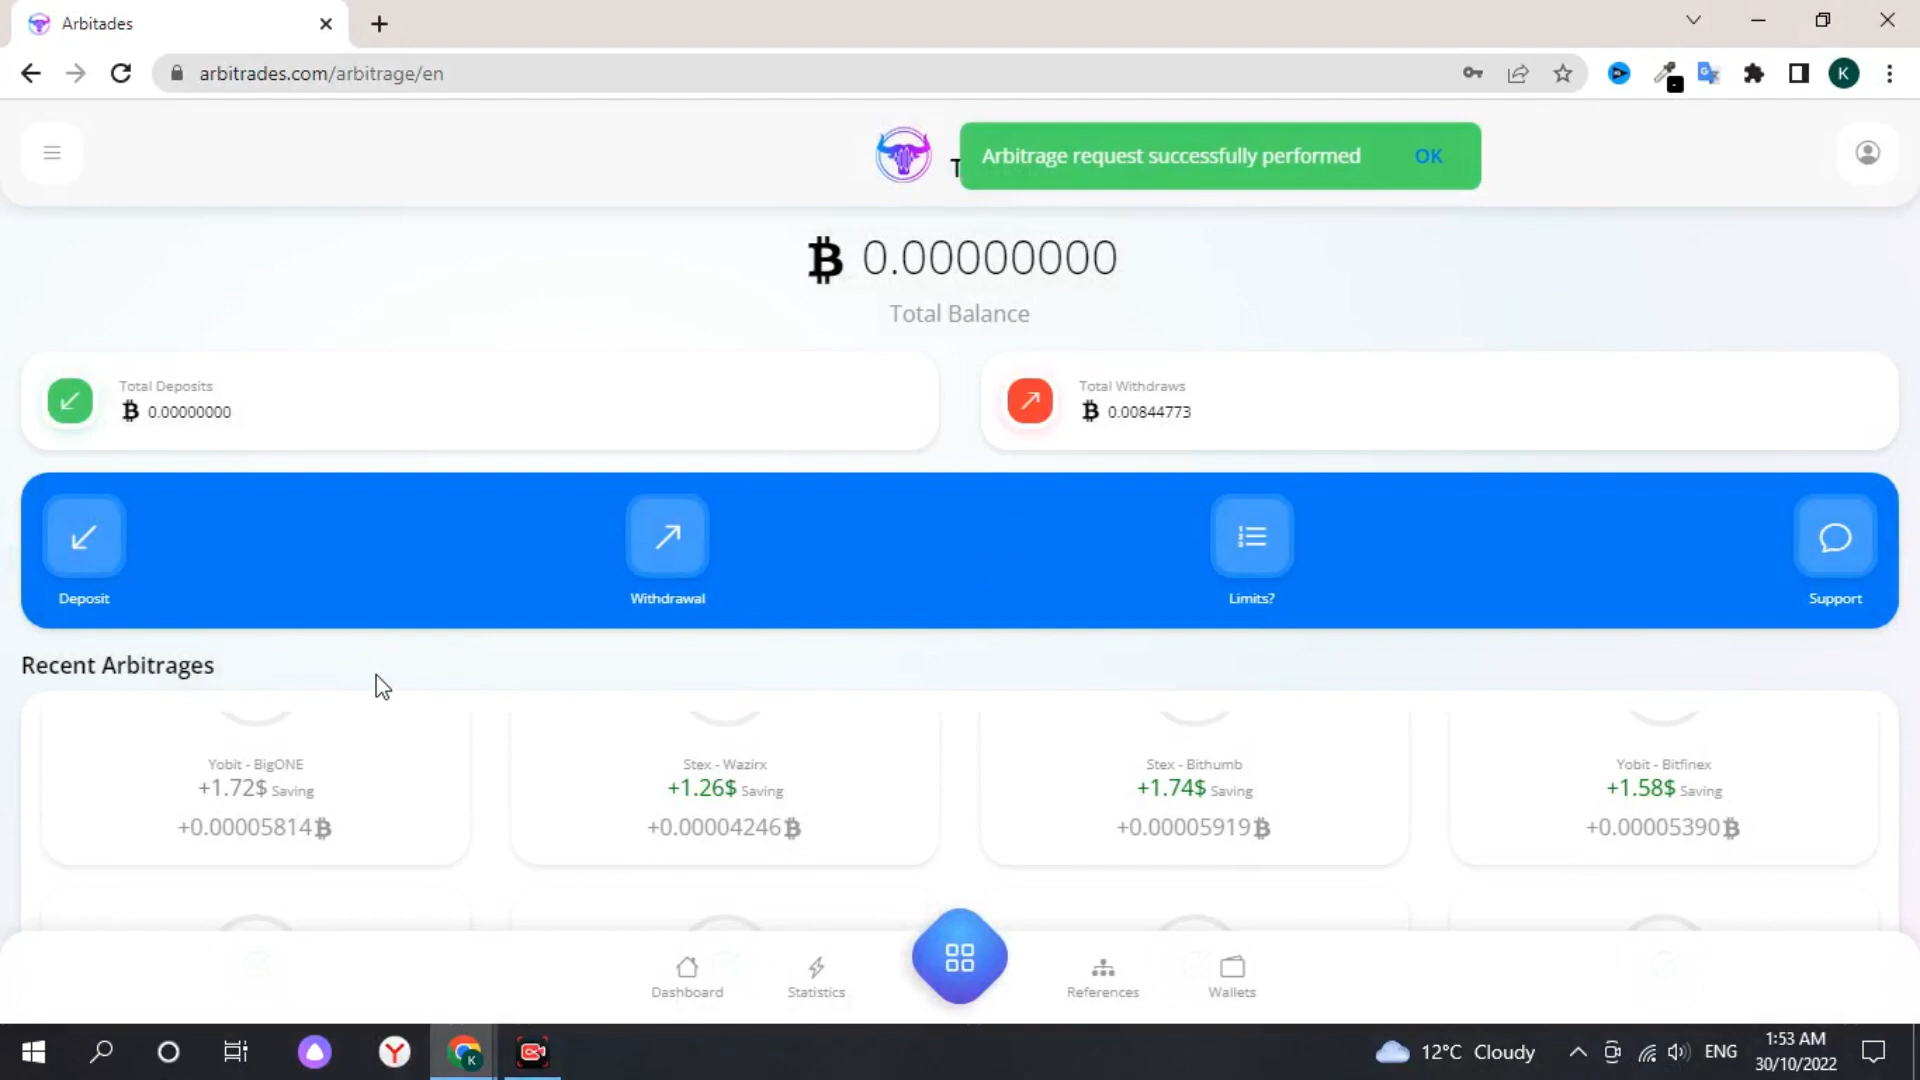 Arbitades
arbitrades.com/arbitrage/en
K
T
Arbitrage request successfully performed OK
0.00000000
Total Balance
Total Deposits
0.00000000
Total Withdraws
0.00844773
Deposit
Withdrawal
Limits?
Support
Recent Arbitrages
Yobit - BigONE
+1.72$ Saving
+0.00005814
Stex - Wazirx
+1.26$ Saving
+0.00004246
Stex - Bithumb
+1.74$ Saving
+0.00005919
Yobit - Bitfinex
+1.58$ Saving
+0.00005390
Dashboard
Statistics
References
Wallets
12°C Cloudy
ENG
1:53 AM
30/10/2022